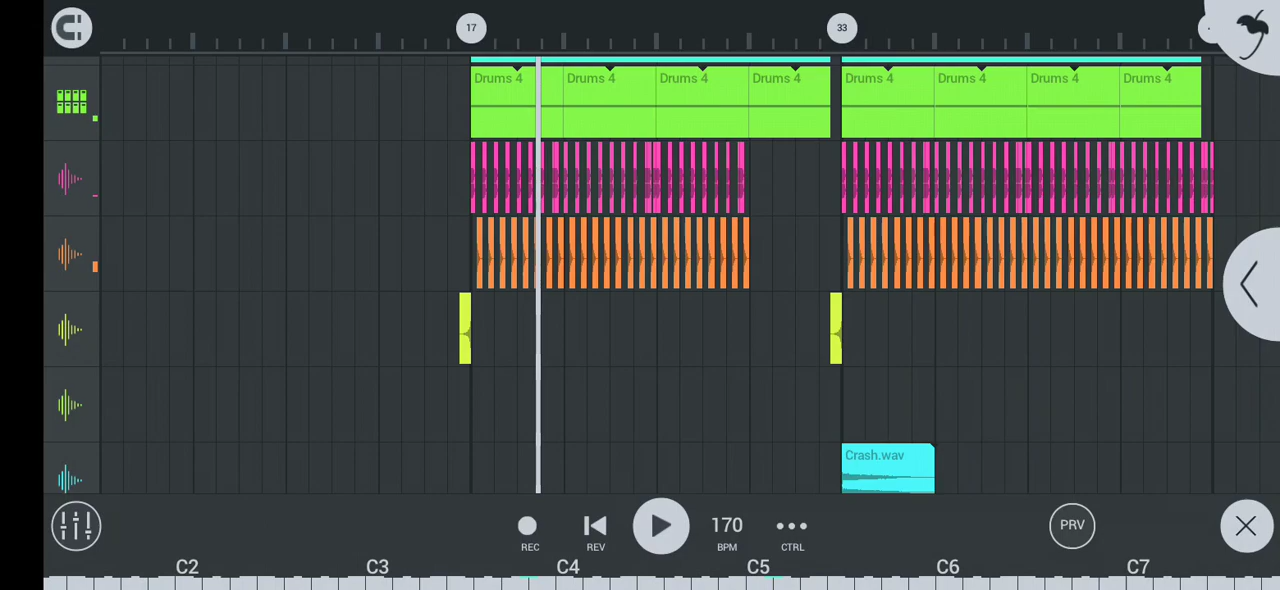 17
33
Drums 4
Drums 4
Drums 4
Drums 4
Drums 4
Drums 4
Drums 4
Drums 4
Crash.wav
170
PRV
REC
REV
BPM
CTRL
C2
C3
C4
C5
C6
C7